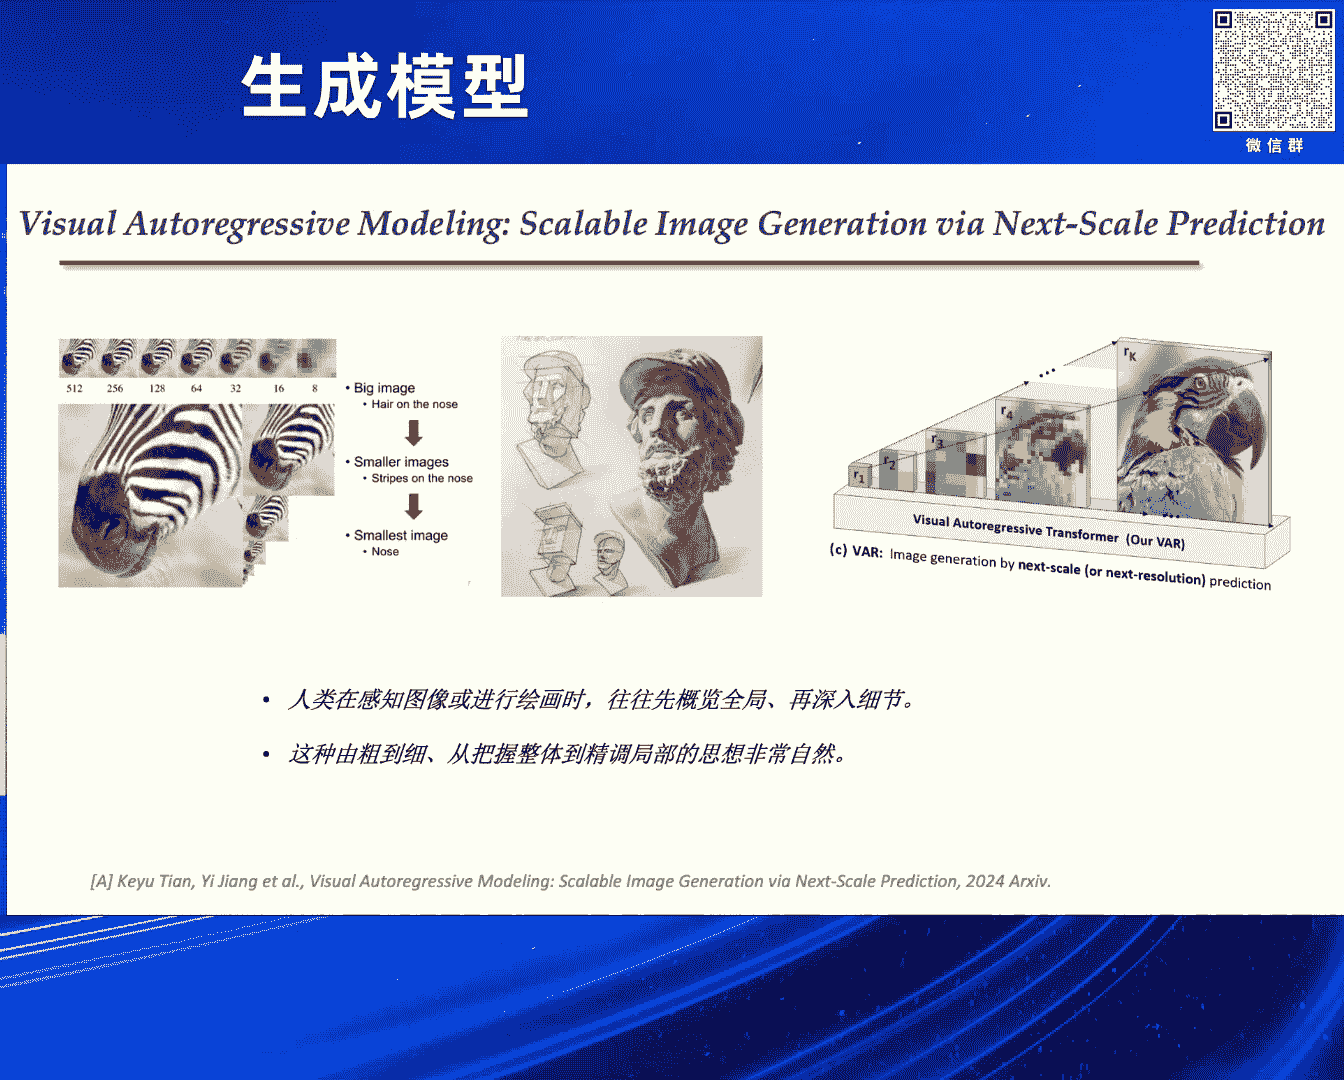 生成模型
微信群
Visual Autoregressive Modeling: Scalable Image Generation via Next-Scale Prediction
512 256 128 64 32 16 8
• Big image
• Hair on the nose
• Smaller images
• Stripes on the nose
• Smallest image
• Nose
r1
r2
r3
r4
...
rK
Visual Autoregressive Transformer (Our VAR)
(c) VAR: Image generation by next-scale (or next-resolution) prediction
• 人类在感知图像或进行绘画时，往往先概览全局、再深入细节。
• 这种由粗到细、从把握整体到精调局部的思想非常自然。
[A] Keyu Tian, Yi Jiang et al., Visual Autoregressive Modeling: Scalable Image Generation via Next-Scale Prediction, 2024 Arxiv.